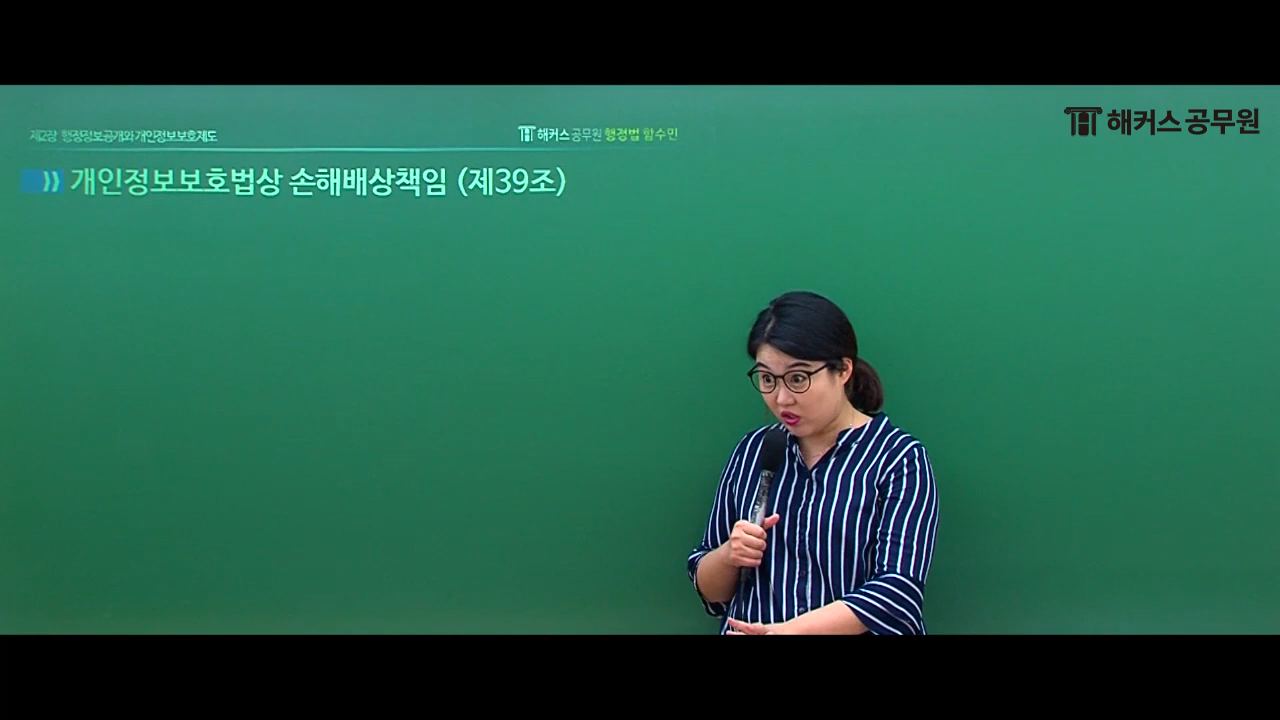 제2장 행정정보공개와 개인정보보호제도
해커스공무원 행정법 함수민
해커스공무원
》 개인정보보호법상 손해배상책임 (제39조)